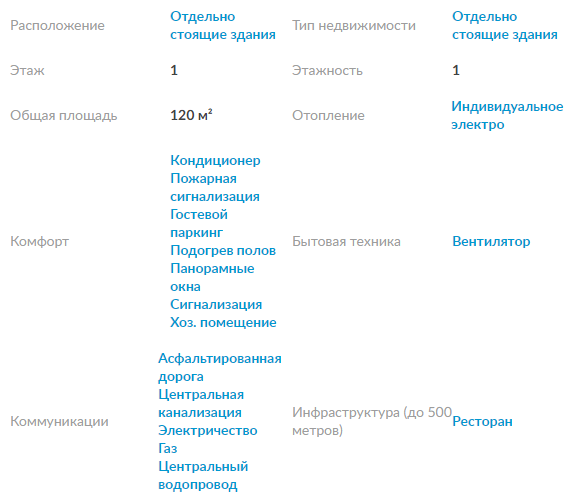 Расположение
Отдельно
стоящие здания
Тип недвижимости
Отдельно
стоящие здания
Этаж
1
Этажность
1
Общая площадь
120 м²
Отопление
Индивидуальное
электро
Комфорт
Кондиционер
Пожарная
сигнализация
Гостевой
паркинг
Подогрев полов
Панорамные
окна
Сигнализация
Хоз. помещение
Бытовая техника
Вентилятор
Коммуникации
Асфальтированная
дорога
Центральная
канализация
Электричество
Газ
Центральный
водопровод
Инфраструктура (до 500
метров)
Ресторан